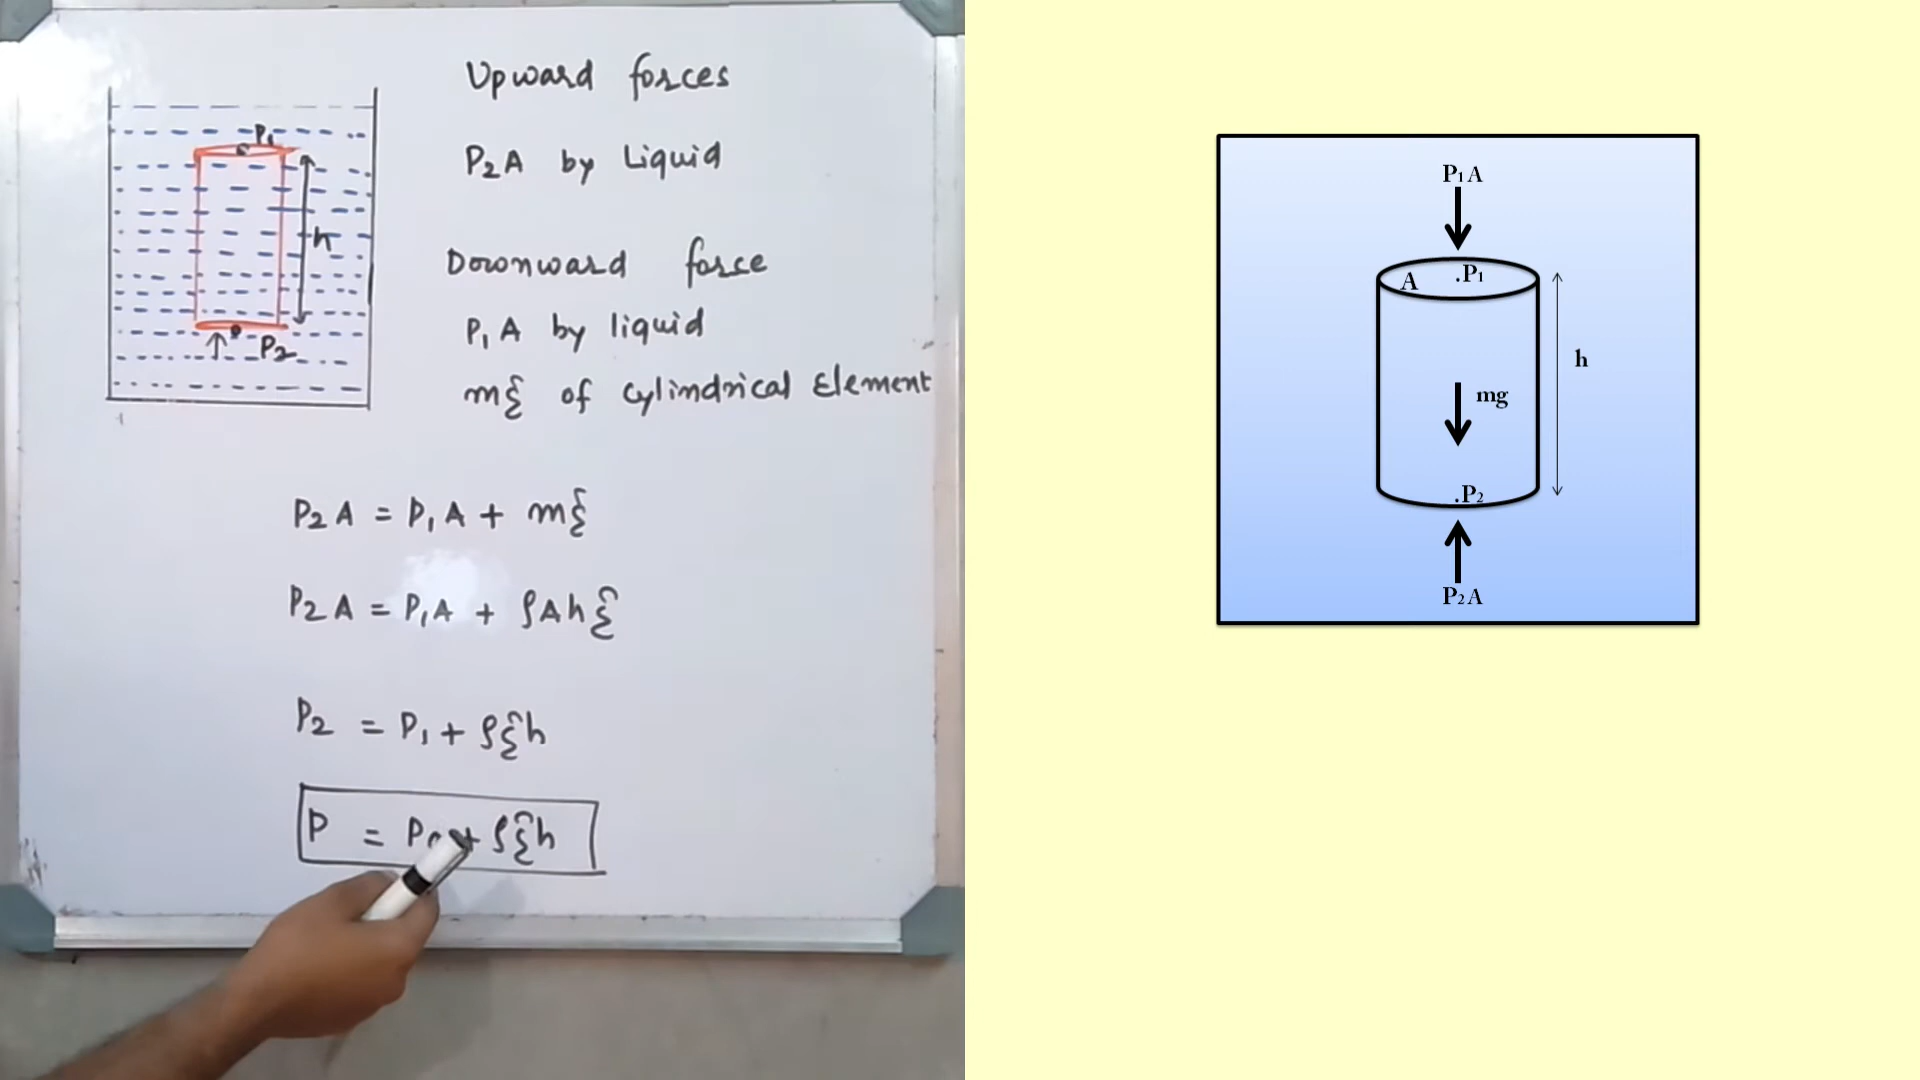 P₁
h
P₂
Upward forces
P₂A by Liquid
Downward force
P₁A by liquid
mg of cylindrical Element
P₂A = P₁A + mg
P₂A = P₁A + ρAhg
P₂ = P₁ + ρgh
P = P₀ + ρgh
P₁A
A .P₁
h
mg
.P₂
P₂A